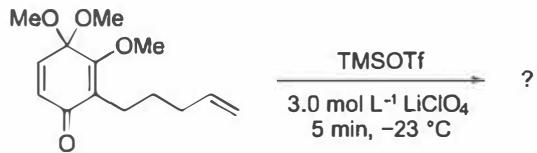 MeO OMe
OMe
O
TMSOTf
3.0 mol L⁻¹ LiClO₄
5 min, −23 °C
?